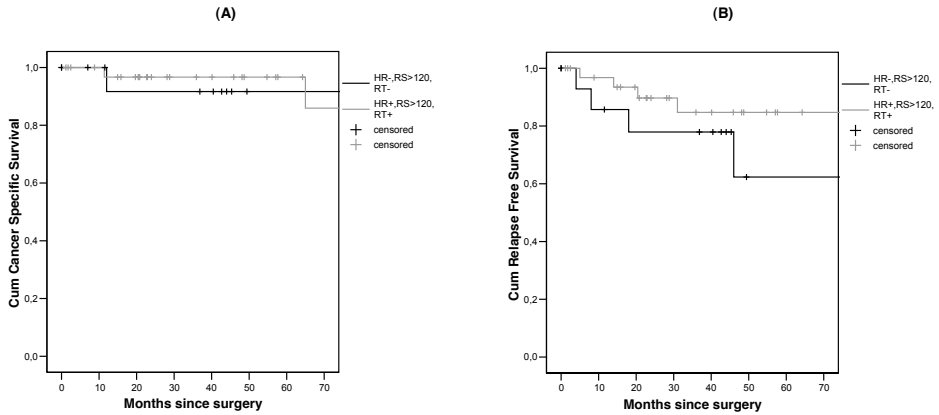 (A)
Cum Cancer Specific Survival
1,0
0,8
0,6
0,4
0,2
0,0
0 10 20 30 40 50 60 70
Months since surgery
HR-,RS>120,
RT-
HR+,RS>120,
RT+
censored
censored
(B)
Cum Relapse Free Survival
1,0
0,8
0,6
0,4
0,2
0,0
0 10 20 30 40 50 60 70
Months since surgery
HR-,RS>120,
RT-
HR+,RS>120,
RT+
censored
censored